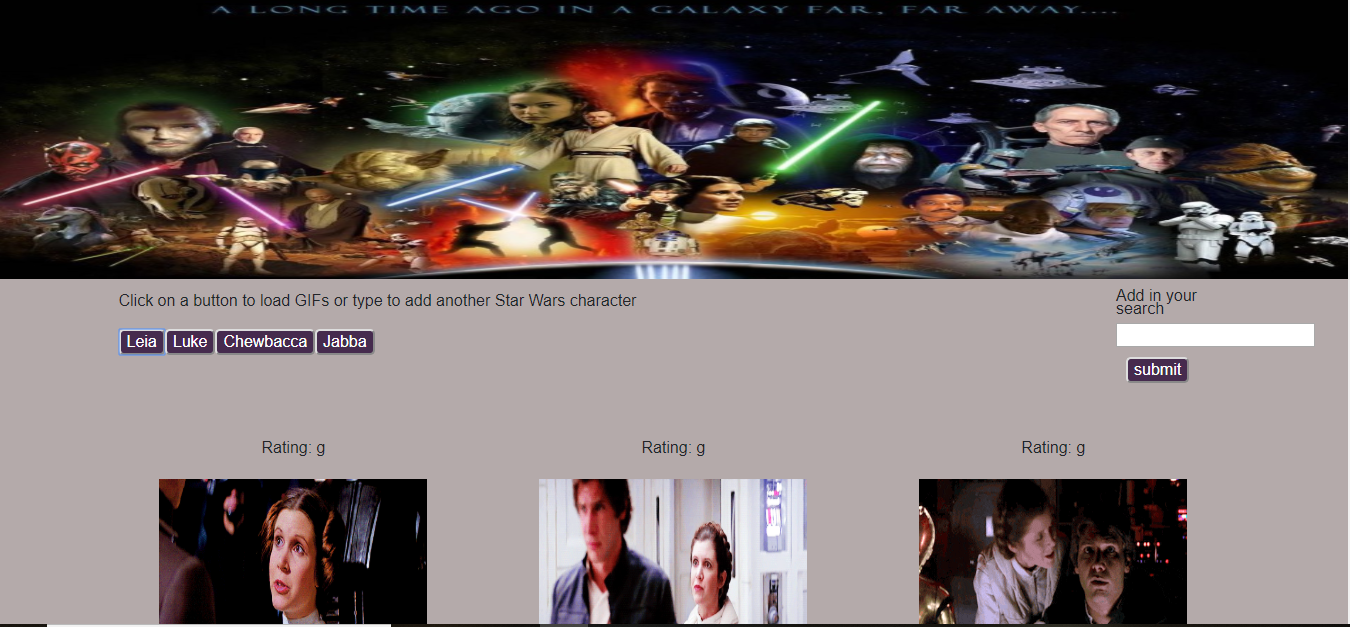 A LONG TIME AGO IN A GALAXY FAR, FAR AWAY....
Click on a button to load GIFs or type to add another Star Wars character
Leia Luke Chewbacca Jabba
Add in your
search
submit
Rating: g
Rating: g
Rating: g